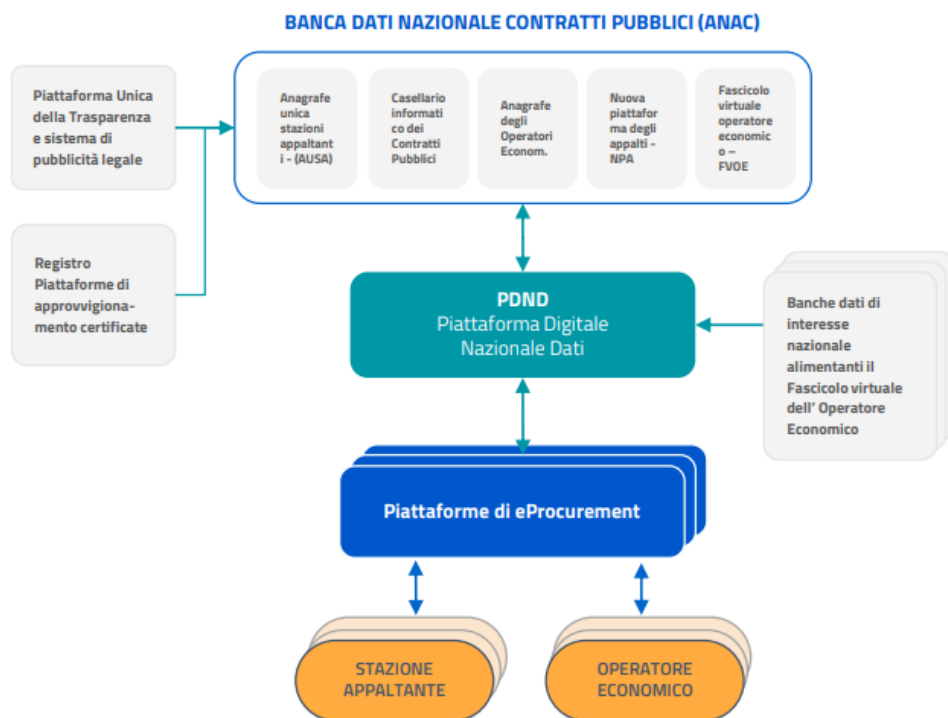 BANCA DATI NAZIONALE CONTRATTI PUBBLICI (ANAC)
Piattaforma Unica
della Trasparenza
e sistema di
pubblicità legale
Anagrafe
unica
stazioni
appaltant
i - (AUSA)
Casellario
informati
co dei
Contratti
Pubblici
Anagrafe
degli
Operatori
Econom.
Nuova
piattafor
ma degli
appalti -
NPA
Fascicolo
virtuale
operatore
economic
o –
FVOE
Registro
Piattaforme di
approvvigiona-
mento certificate
PDND
Piattaforma Digitale
Nazionale Dati
Banche dati di
interesse
nazionale
alimentanti il
Fascicolo virtuale
dell’ Operatore
Economico
Piattaforme di eProcurement
STAZIONE
APPALTANTE
OPERATORE
ECONOMICO